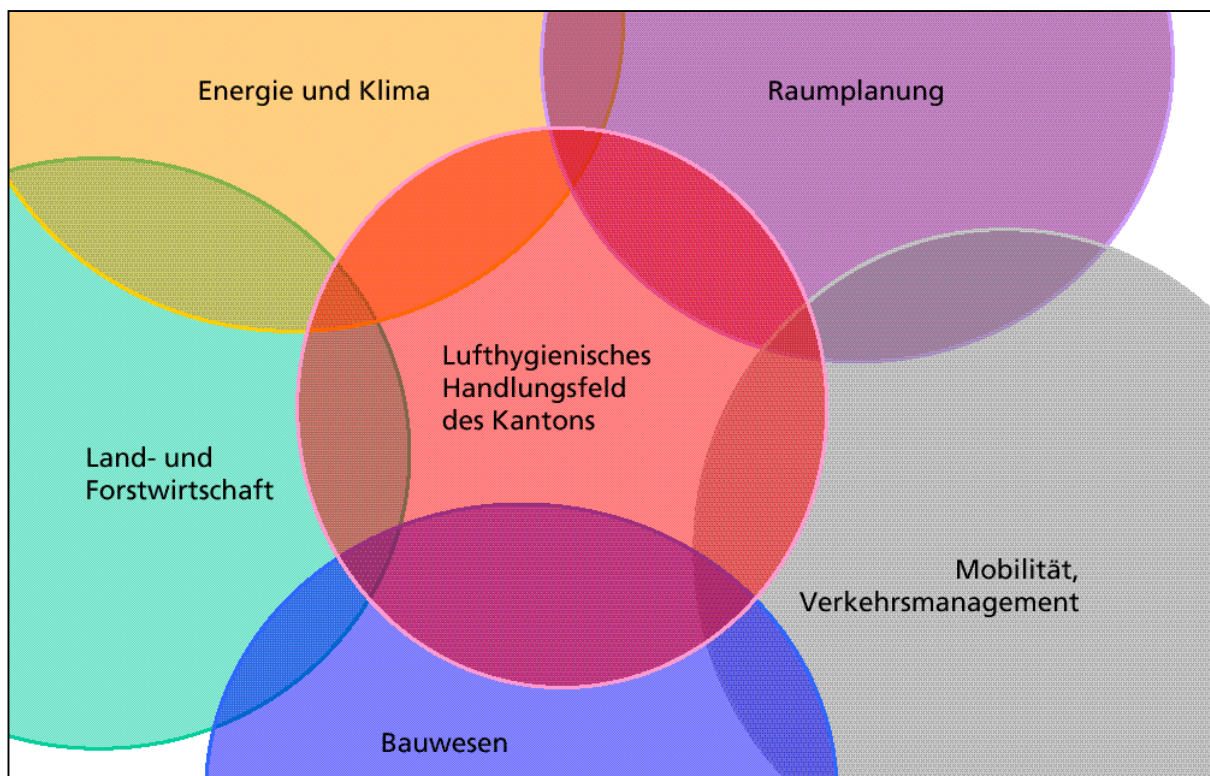 Energie und Klima
Raumplanung
Lufthygienisches
Handlungsfeld
des Kantons
Land- und
Forstwirtschaft
Mobilität,
Verkehrsmanagement
Bauwesen